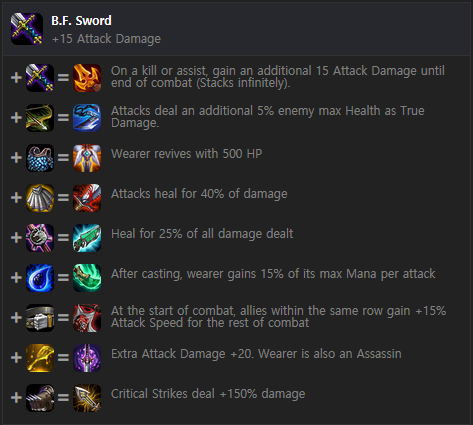 B.F. Sword
+15 Attack Damage
+ = On a kill or assist, gain an additional 15 Attack Damage until
end of combat (Stacks infinitely).
+ = Attacks deal an additional 5% enemy max Health as True
Damage.
+ = Wearer revives with 500 HP
+ = Attacks heal for 40% of damage
+ = Heal for 25% of all damage dealt
+ = After casting, wearer gains 15% of its max Mana per attack
+ = At the start of combat, allies within the same row gain +15%
Attack Speed for the rest of combat
+ = Extra Attack Damage +20. Wearer is also an Assassin
+ = Critical Strikes deal +150% damage